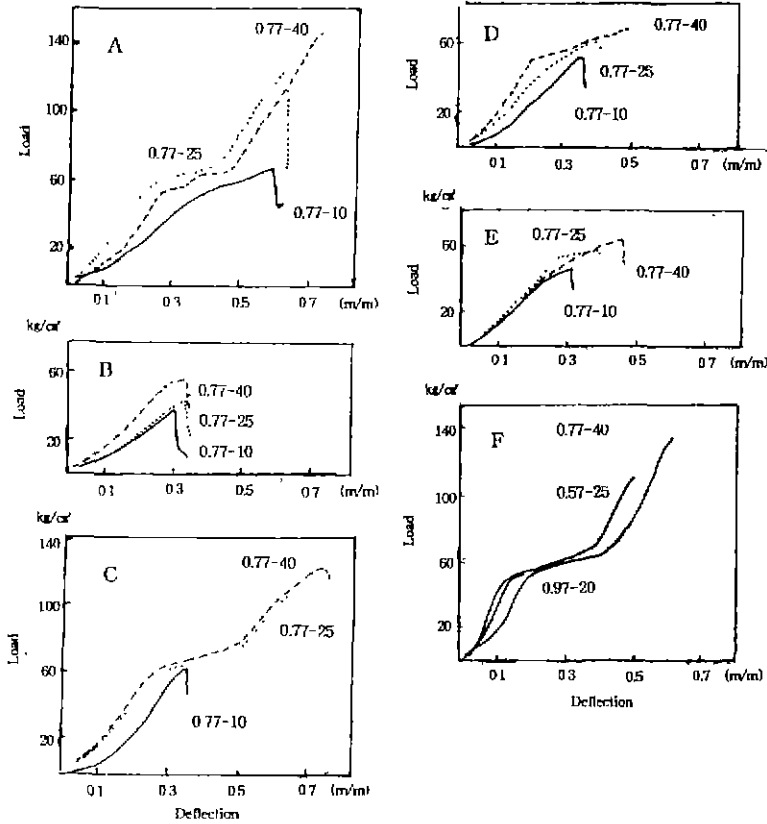 A
0.77-40
0.77-25
0.77-10
140
100
60
20
Load
0.1
0.3
0.5
0.7
(m/m)
kg/cm²
B
0.77-40
0.77-25
0.77-10
60
20
Load
0.1
0.3
0.5
0.7
(m/m)
kg/cm²
C
0.77-40
0.77-25
0.77-10
140
100
60
20
Load
0.1
0.3
0.5
0.7
(m/m)
Deflection
D
0.77-40
0.77-25
0.77-10
60
20
Load
0.1
0.3
0.5
0.7
(m/m)
kg/cm²
E
0.77-25
0.77-40
0.77-10
60
20
Load
0.1
0.3
0.5
0.7
(m/m)
kg/cm²
F
0.77-40
0.57-25
0.97-20
140
100
60
20
Load
0.1
0.3
0.5
0.7
(m/m)
Deflection